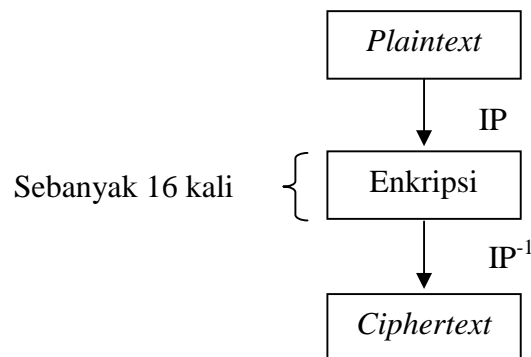 Plaintext
IP
Sebanyak 16 kali
Enkripsi
IP⁻¹
Ciphertext